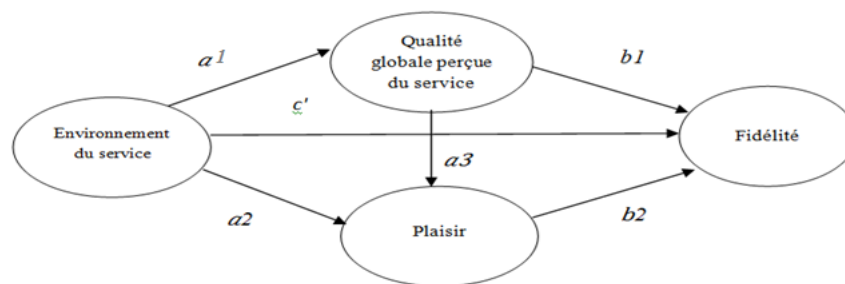 Qualité
globale perçue
du service
a1
b1
c'
Environnement
du service
Fidélité
a3
a2
Plaisir
b2